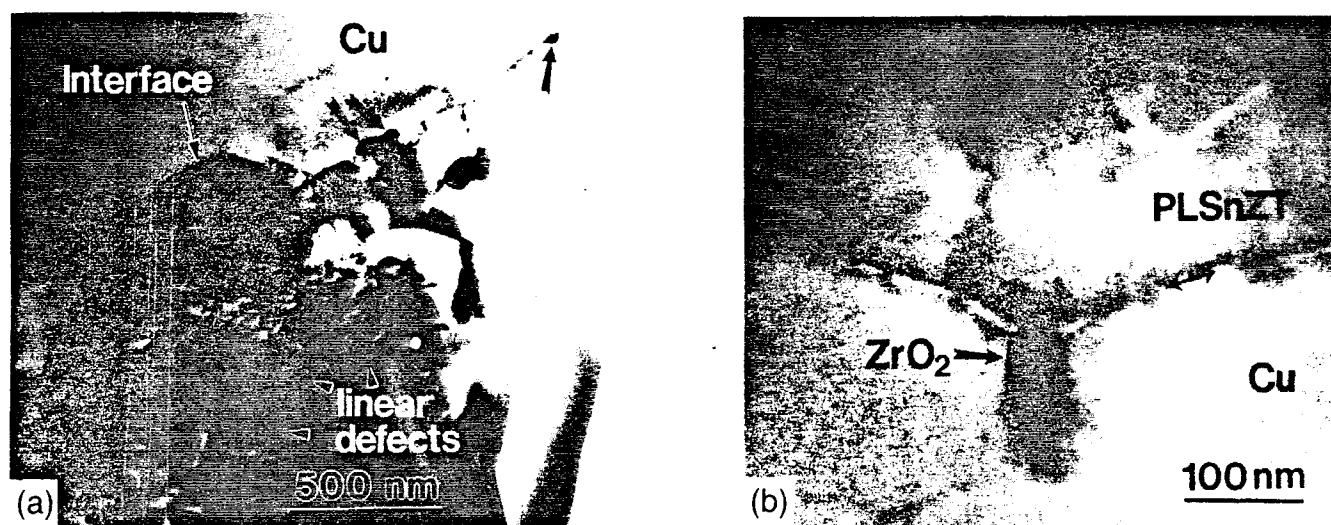 Cu
Interface
linear
defects
500 nm
(a)
PLSnZT
ZrO₂
Cu
100 nm
(b)